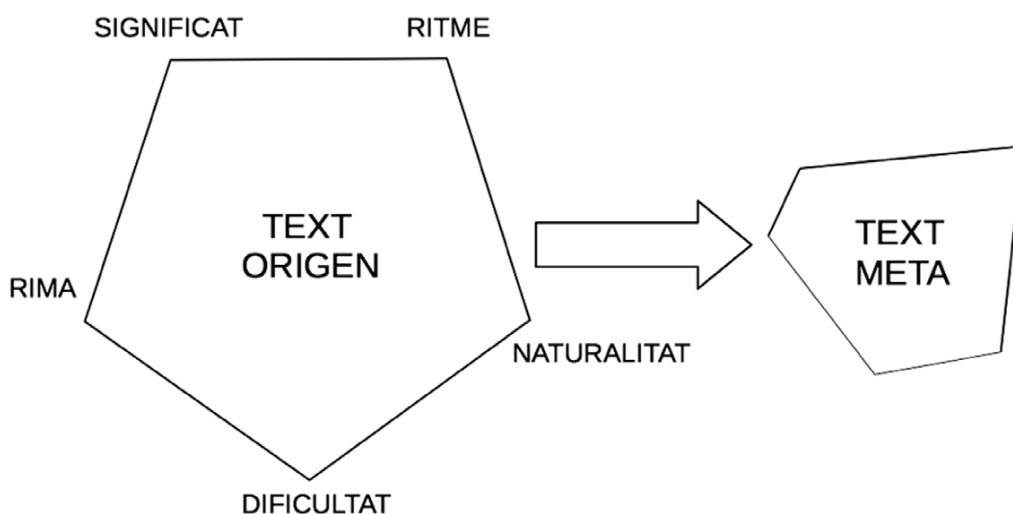 SIGNIFICAT
RITME
TEXT
ORIGEN
TEXT
META
RIMA
NATURALITAT
DIFICULTAT